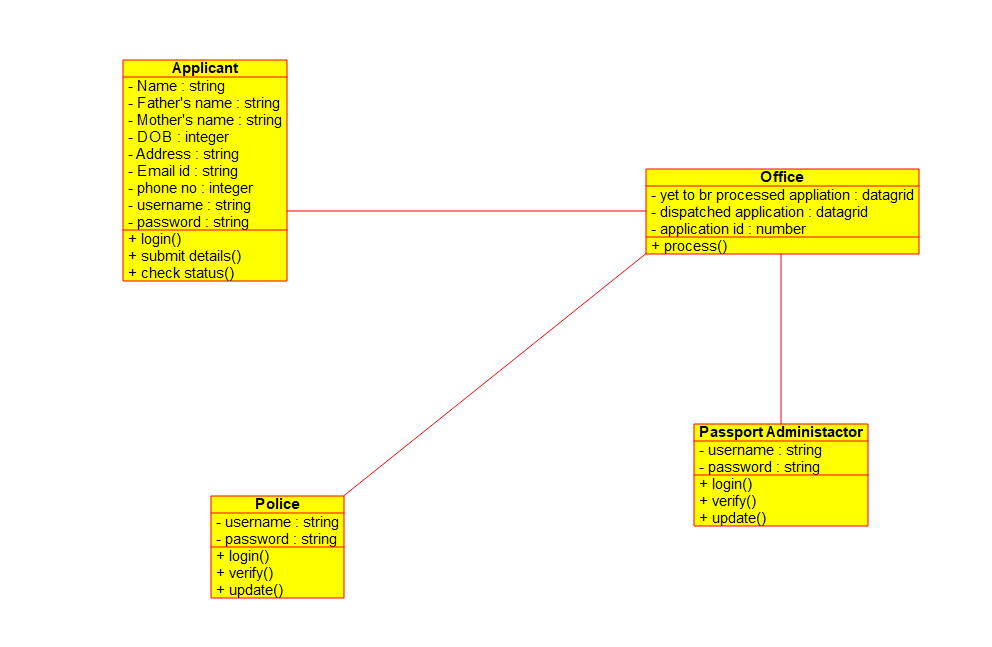 Applicant
- Name : string
- Father's name : string
- Mother's name : string
- DOB : integer
- Address : string
- Email id : string
- phone no : integer
- username : string
- password : string
+ login()
+ submit details()
+ check status()
Office
- yet to br processed appliation : datagrid
- dispatched application : datagrid
- application id : number
+ process()
Passport Administactor
- username : string
- password : string
+ login()
+ verify()
+ update()
Police
- username : string
- password : string
+ login()
+ verify()
+ update()